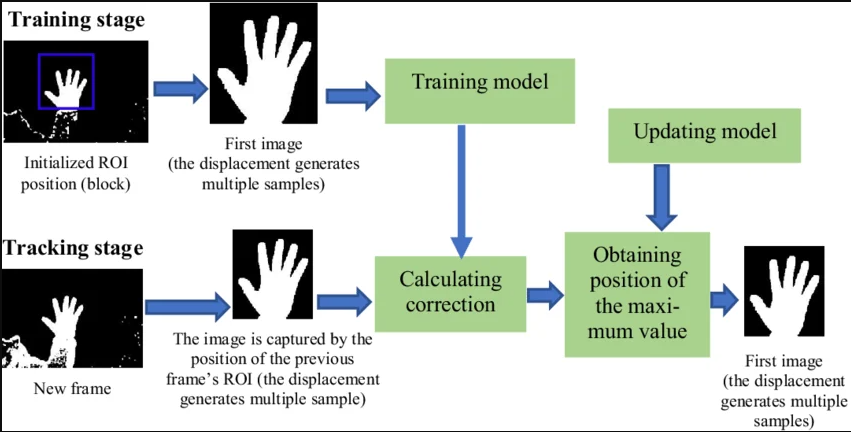 Training stage
Initialized ROI
position (block)
First image
(the displacement generates
multiple samples)
Training model
Updating model
Tracking stage
New frame
The image is captured by the
position of the previous
frame's ROI (the displacement
generates multiple sample)
Calculating
correction
Obtaining
position of
the maxi-
mum value
First image
(the displacement
generates multiple
samples)